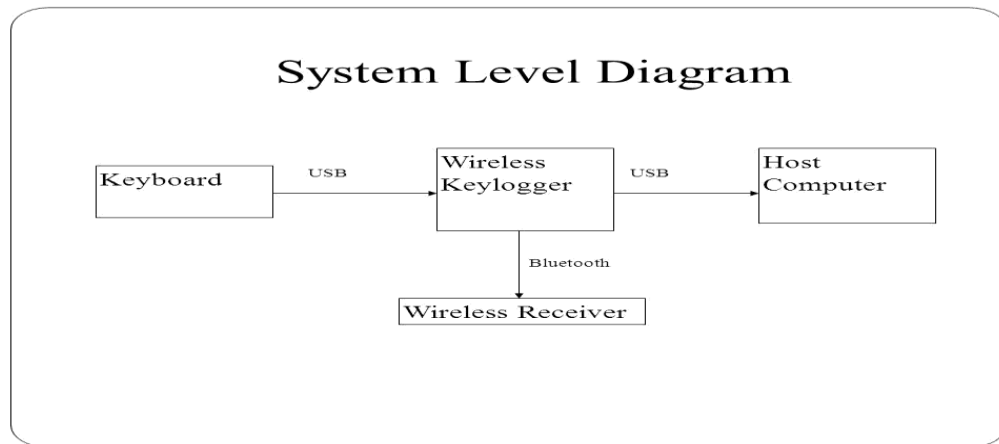 System Level Diagram
Keyboard
USB
Wireless
Keylogger
USB
Host
Computer
Bluetooth
Wireless Receiver